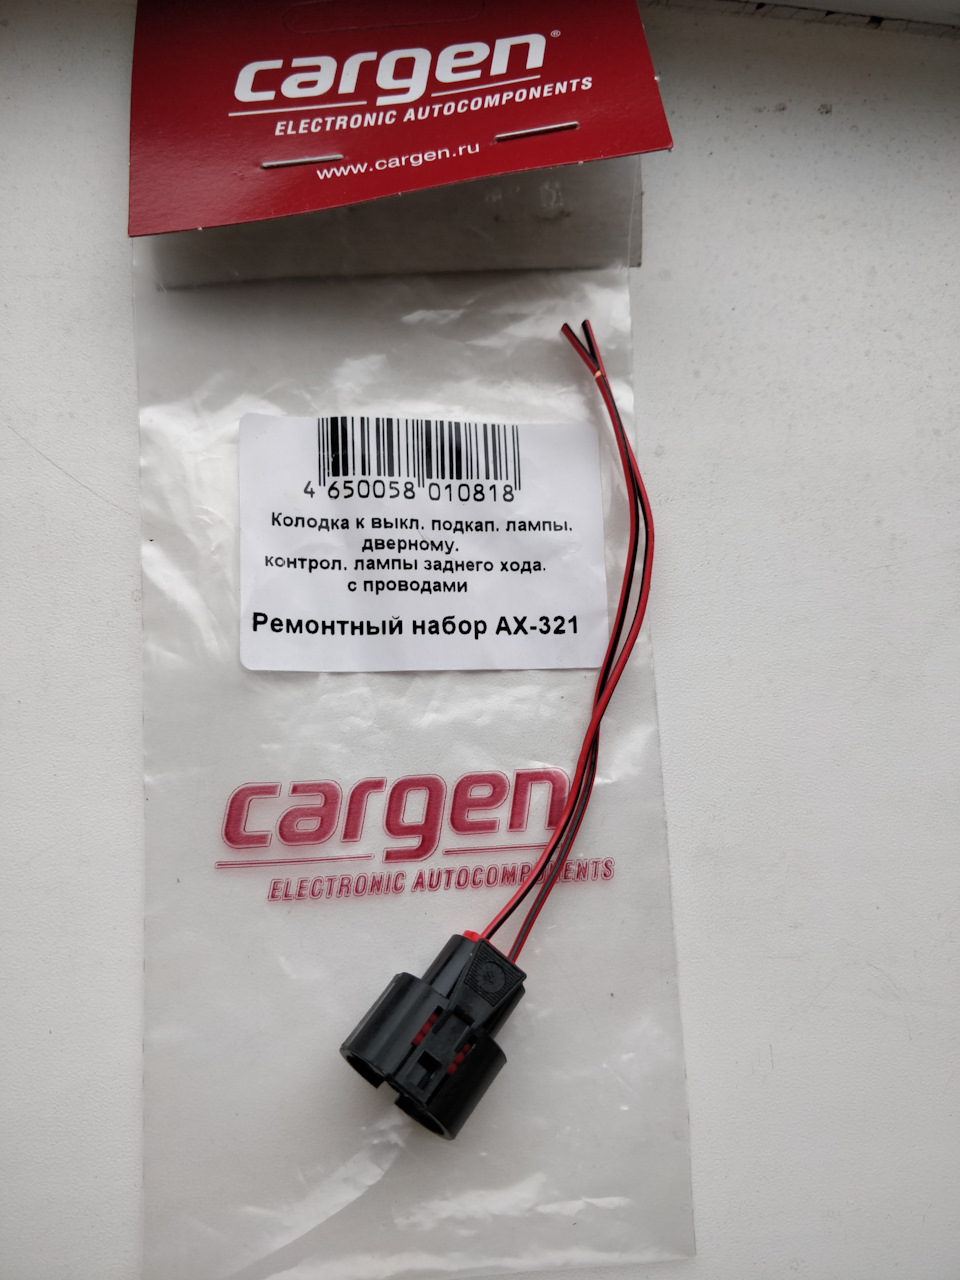 cargen®
ELECTRONIC AUTOCOMPONENTS
www.cargen.ru
4 650058 010818
Колодка к выкл. подкап. лампы.
дверному.
контрол. лампы заднего хода.
с проводами
Ремонтный набор АХ-321
cargen
ELECTRONIC AUTOCOMPONENTS